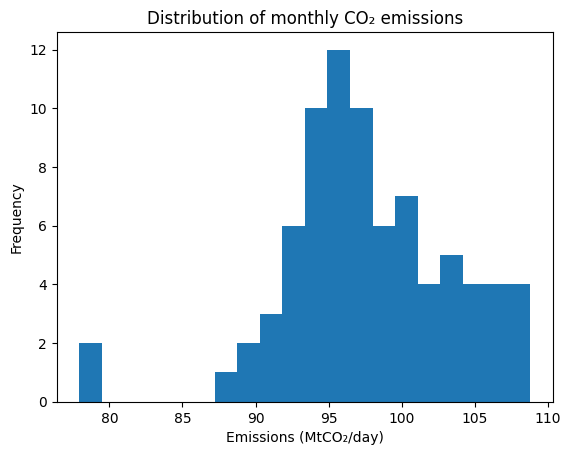 Distribution of monthly CO₂ emissions
12
10
8
6
4
2
0
Frequency
80 85 90 95 100 105 110
Emissions (MtCO₂/day)